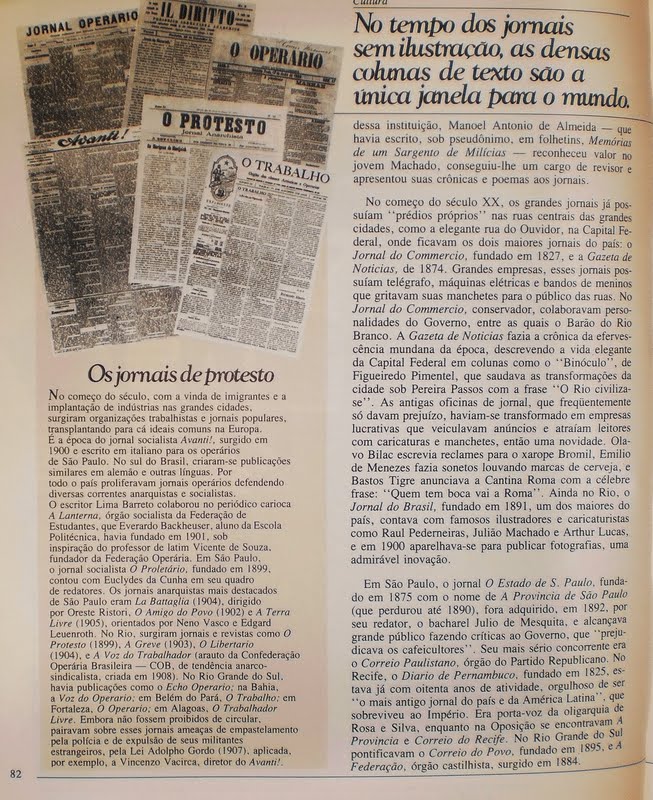 Cultura
No tempo dos jornais
sem ilustração, as densas
colunas de texto são a
única janela para o mundo.
JORNAL OPERARIO
IL DIRITTO
O OPERARIO
Avanti!
O PROTESTO
Jornal Anarchista
O TRABALHO
O TRABALHO
Os jornais de protesto
No começo do século, com a vinda de imigrantes e a
implantação de indústrias nas grandes cidades,
surgiram organizações trabalhistas e jornais populares,
transplantando para cá ideais comuns na Europa.
É a época do jornal socialista Avanti!, surgido em
1900 e escrito em italiano para os operários
de São Paulo. No sul do Brasil, criaram-se publicações
similares em alemão e outras línguas. Por
todo o país proliferavam jornais operários defendendo
diversas correntes anarquistas e socialistas.
O escritor Lima Barreto colaborou no periódico carioca
A Lanterna, órgão socialista da Federação de
Estudantes, que Everardo Backheuser, aluno da Escola
Politécnica, havia fundado em 1901, sob
inspiração do professor de latim Vicente de Souza,
fundador da Federação Operária. Em São Paulo,
o jornal socialista O Proletário, fundado em 1899,
contou com Euclydes da Cunha em seu quadro
de redatores. Os jornais anarquistas mais destacados
de São Paulo eram La Battaglia (1904), dirigido
por Oreste Ristori, O Amigo do Povo (1902) e A Terra
Livre (1905), orientados por Neno Vasco e Edgard
Leuenroth. No Rio, surgiram jornais e revistas como O
Protesto (1899), A Greve (1903), O Libertario
(1904), e A Voz do Trabalhador (arauto da Confederação
Operária Brasileira — COB, de tendência anarco-
sindicalista, criada em 1908). No Rio Grande do Sul,
havia publicações como o Echo Operario; na Bahia,
a Voz do Operario; em Belém do Pará, O Trabalho; em
Fortaleza, O Operario; em Alagoas, O Trabalhador
Livre. Embora não fossem proibidos de circular,
pairavam sobre esses jornais ameaças de empastelamento
pela polícia e de expulsão de seus militantes
estrangeiros, pela Lei Adolpho Gordo (1907), aplicada,
por exemplo, a Vincenzo Vacirca, diretor do Avanti!.
dessa instituição, Manoel Antonio de Almeida — que
havia escrito, sob pseudônimo, em folhetins, Memórias
de um Sargento de Milícias — reconheceu valor no
jovem Machado, conseguiu-lhe um cargo de revisor e
apresentou suas crônicas e poemas aos jornais.
No começo do século XX, os grandes jornais já pos-
suíam "prédios próprios" nas ruas centrais das grandes
cidades, como a elegante rua do Ouvidor, na Capital Fe-
deral, onde ficavam os dois maiores jornais do país: o
Jornal do Commercio, fundado em 1827, e a Gazeta de
Noticias, de 1874. Grandes empresas, esses jornais pos-
suíam telégrafo, máquinas elétricas e bandos de meninos
que gritavam suas manchetes para o público das ruas. No
Jornal do Commercio, conservador, colaboravam perso-
nalidades do Governo, entre as quais o Barão do Rio
Branco. A Gazeta de Noticias fazia a crônica da eferves-
cência mundana da época, descrevendo a vida elegante
da Capital Federal em colunas como o "Binóculo", de
Figueiredo Pimentel, que saudava as transformações da
cidade sob Pereira Passos com a frase "O Rio civiliza-
se". As antigas oficinas de jornal, que freqüentemente
só davam prejuízo, haviam-se transformado em empresas
lucrativas que veiculavam anúncios e atraíam leitores
com caricaturas e manchetes, então uma novidade. Ola-
vo Bilac escrevia reclames para o xarope Bromil, Emilio
de Menezes fazia sonetos louvando marcas de cerveja, e
Bastos Tigre anunciava a Cantina Roma com a célebre
frase: "Quem tem boca vai a Roma". Ainda no Rio, o
Jornal do Brasil, fundado em 1891, um dos maiores do
país, contava com famosos ilustradores e caricaturistas
como Raul Pederneiras, Julião Machado e Arthur Lucas,
e em 1900 aparelhava-se para publicar fotografias, uma
admirável inovação.
Em São Paulo, o jornal O Estado de S. Paulo, funda-
do em 1875 com o nome de A Provincia de São Paulo
(que perdurou até 1890), fora adquirido, em 1892, por
seu redator, o bacharel Julio de Mesquita, e alcançava
grande público fazendo críticas ao Governo, que "preju-
dicava os cafeicultores". Seu mais sério concorrente era
o Correio Paulistano, órgão do Partido Republicano. No
Recife, o Diario de Pernambuco, fundado em 1825, es-
tava já com oitenta anos de atividade, orgulhoso de ser
"o mais antigo jornal do país e da América Latina", que
sobreviveu ao Império. Era porta-voz da oligarquia de
Rosa e Silva, enquanto na Oposição se encontravam A
Provincia e Correio do Recife. No Rio Grande do Sul
pontificavam o Correio do Povo, fundado em 1895, e A
Federação, órgão castilhista, surgido em 1884.
82